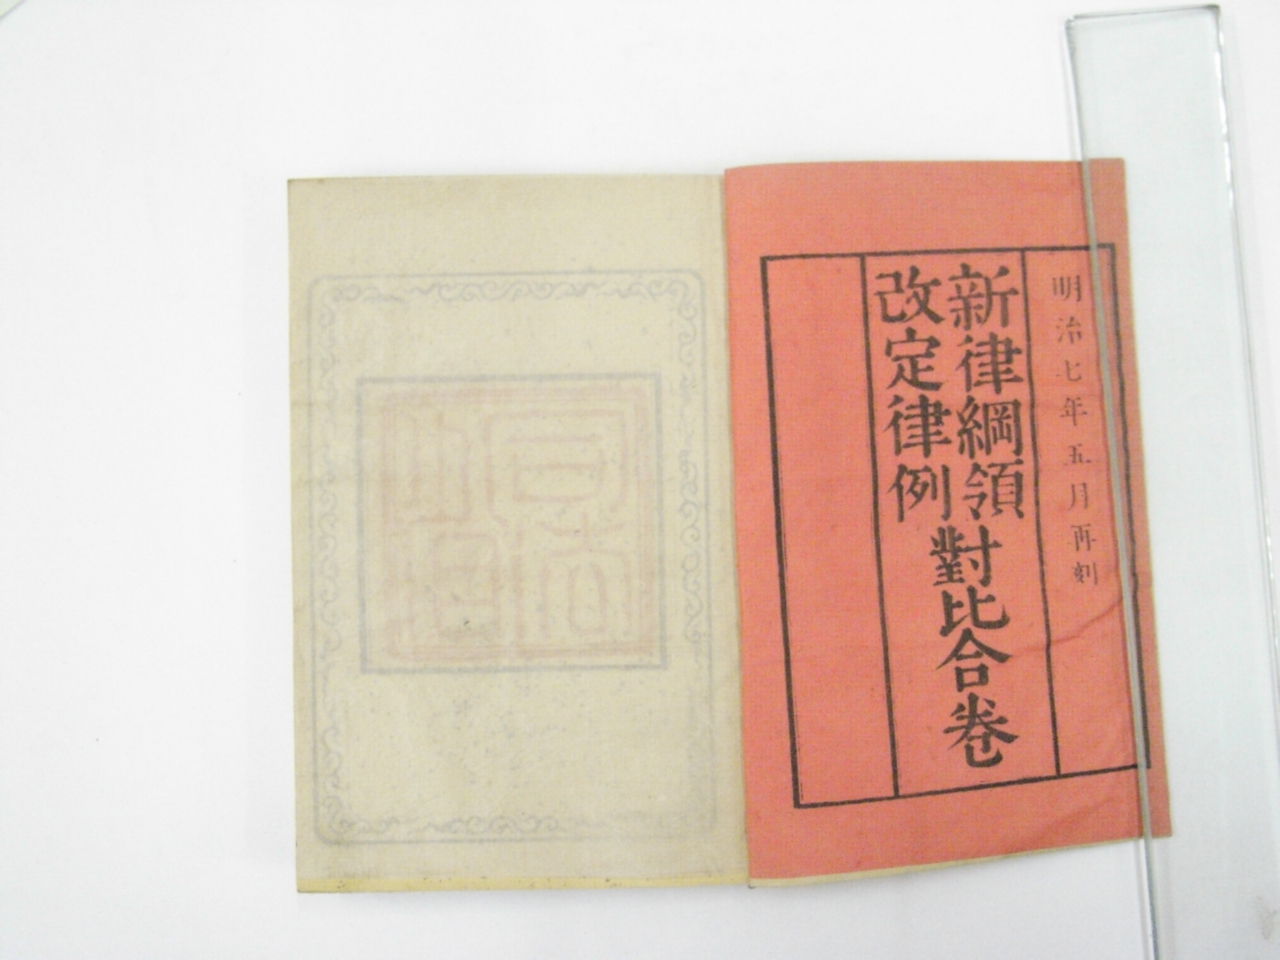 明治七年五月再刻
新律綱領
改定律例
對比合卷